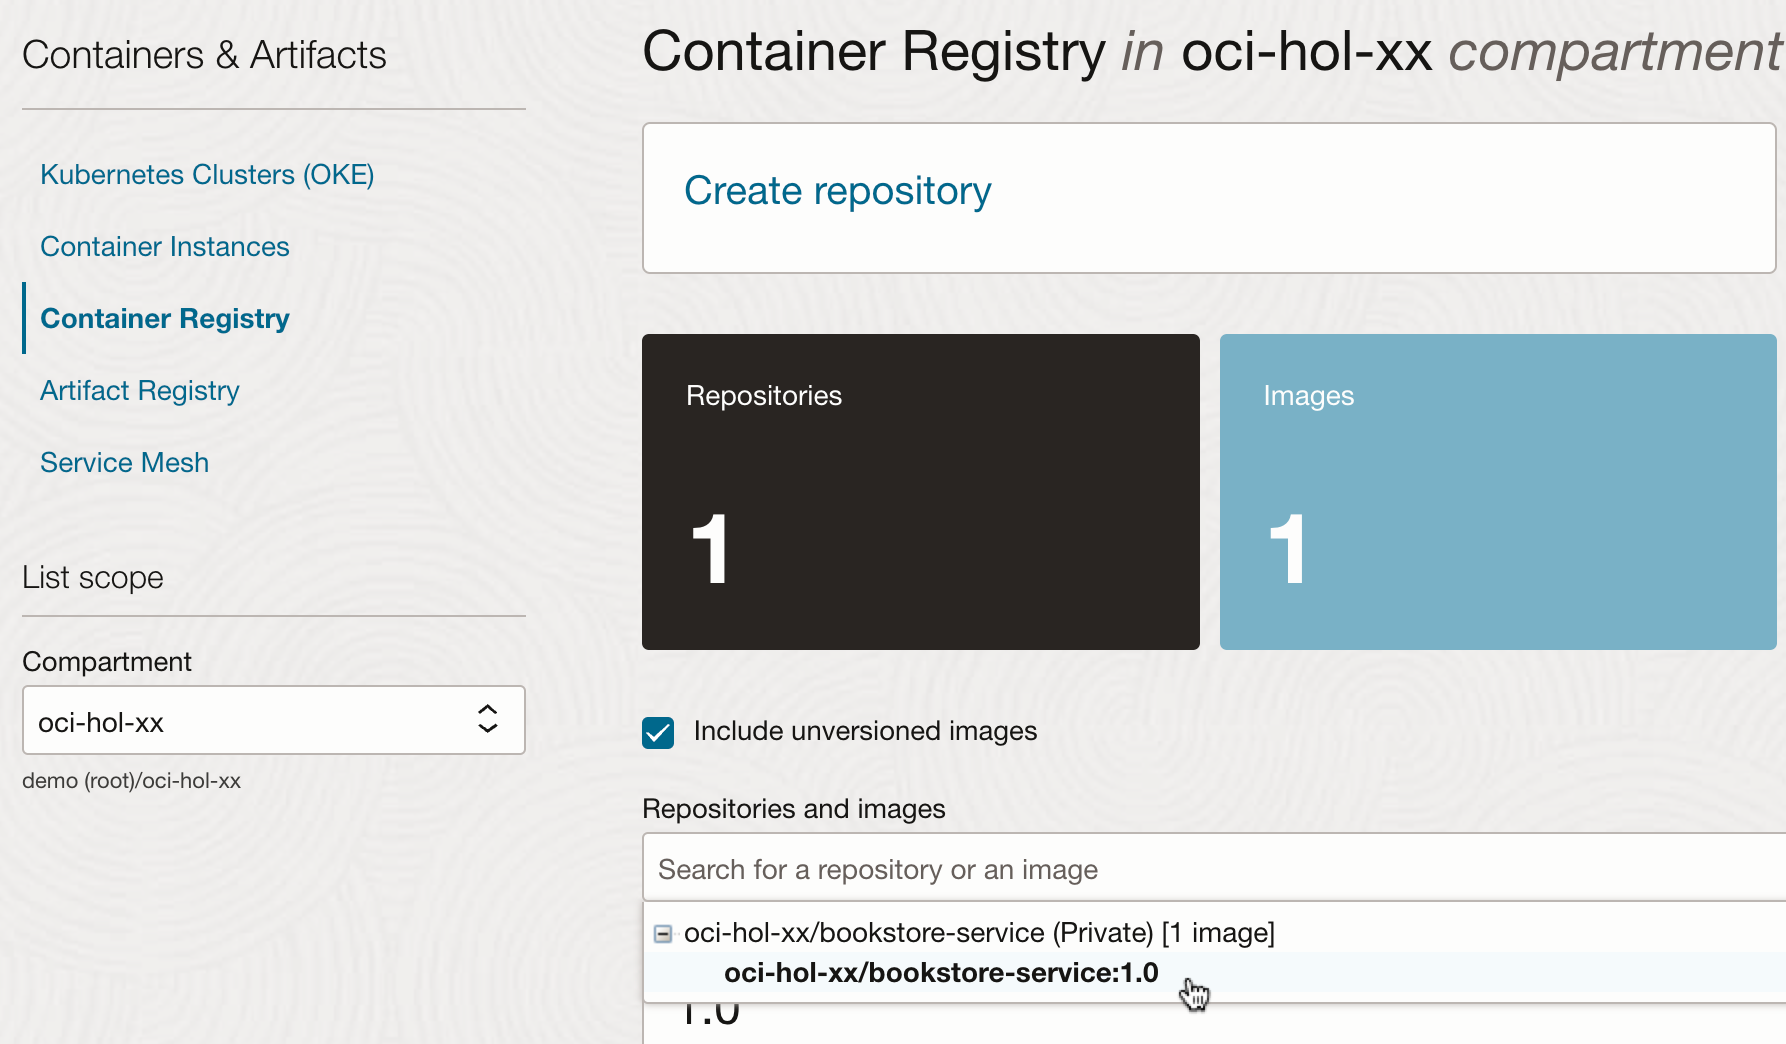 Containers & Artifacts
Kubernetes Clusters (OKE)
Container Instances
Container Registry
Artifact Registry
Service Mesh
List scope
Compartment
oci-hol-xx
demo (root)/oci-hol-xx
Container Registry in oci-hol-xx compartment
Create repository
Repositories
1
Images
1
Include unversioned images
Repositories and images
Search for a repository or an image
oci-hol-xx/bookstore-service (Private) [1 image]
oci-hol-xx/bookstore-service:1.0
1.0